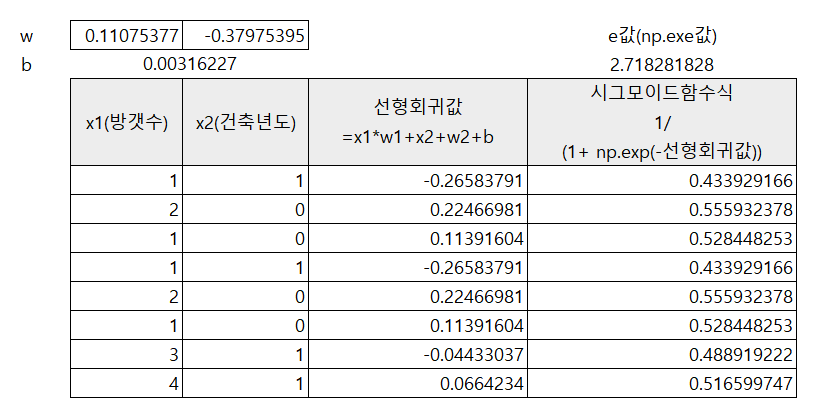 w 0.11075377 -0.37975395 e값(np.exe값)
b 0.00316227 2.718281828
x1(방갯수) x2(건축년도) 선형회귀값 시그모이드함수식
=x1*w1+x2+w2+b 1/
(1+ np.exp(-선형회귀값))
1 1 -0.26583791 0.433929166
2 0 0.22466981 0.555932378
1 0 0.11391604 0.528448253
1 1 -0.26583791 0.433929166
2 0 0.22466981 0.555932378
1 0 0.11391604 0.528448253
3 1 -0.04433037 0.488919222
4 1 0.0664234 0.516599747